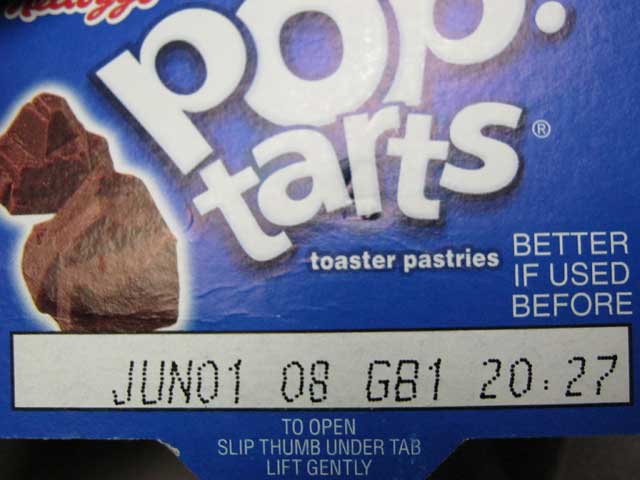 Kellogg's
pop.
tarts®
toaster pastries
BETTER
IF USED
BEFORE
JUN01 08 GB1 20:27
TO OPEN
SLIP THUMB UNDER TAB
LIFT GENTLY